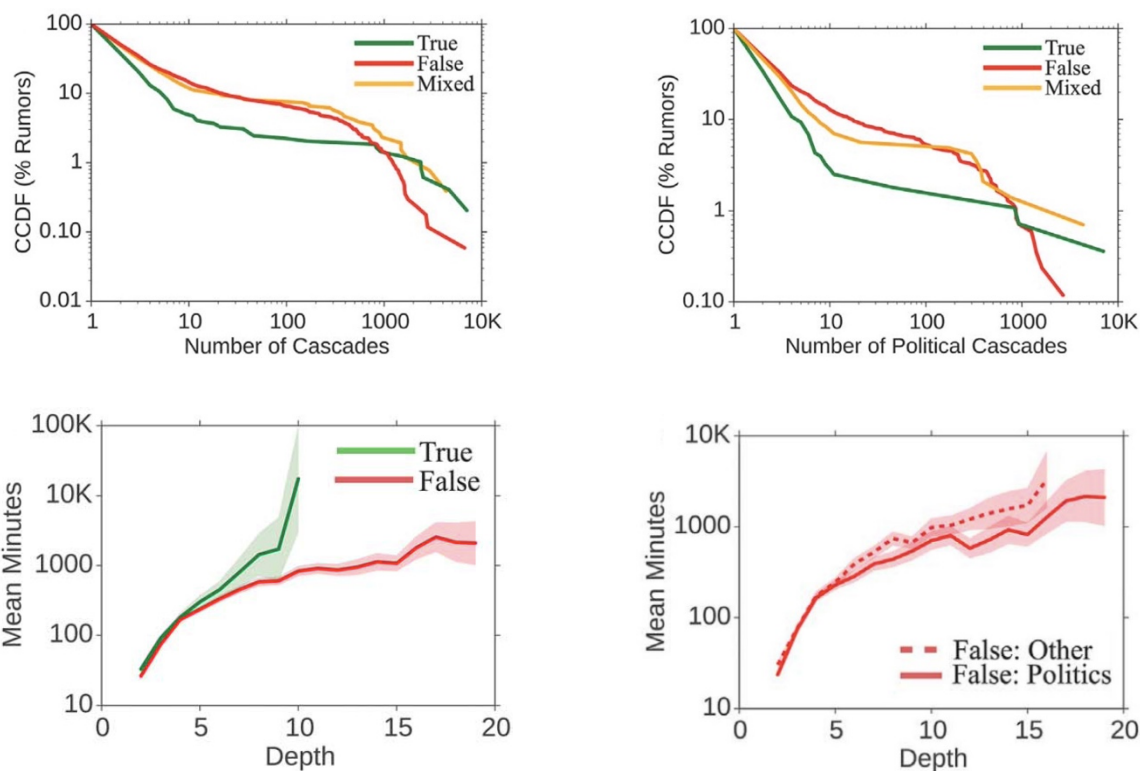 100
10
1
0.10
0.01
CCDF (% Rumors)
True
False
Mixed
1
10
100
1000
10K
Number of Cascades
100
10
1
0.10
CCDF (% Rumors)
True
False
Mixed
1
10
100
1000
10K
Number of Political Cascades
100K
10K
1000
100
10
Mean Minutes
True
False
0
5
10
15
20
Depth
10K
1000
100
10
Mean Minutes
False: Other
False: Politics
0
5
10
15
20
Depth